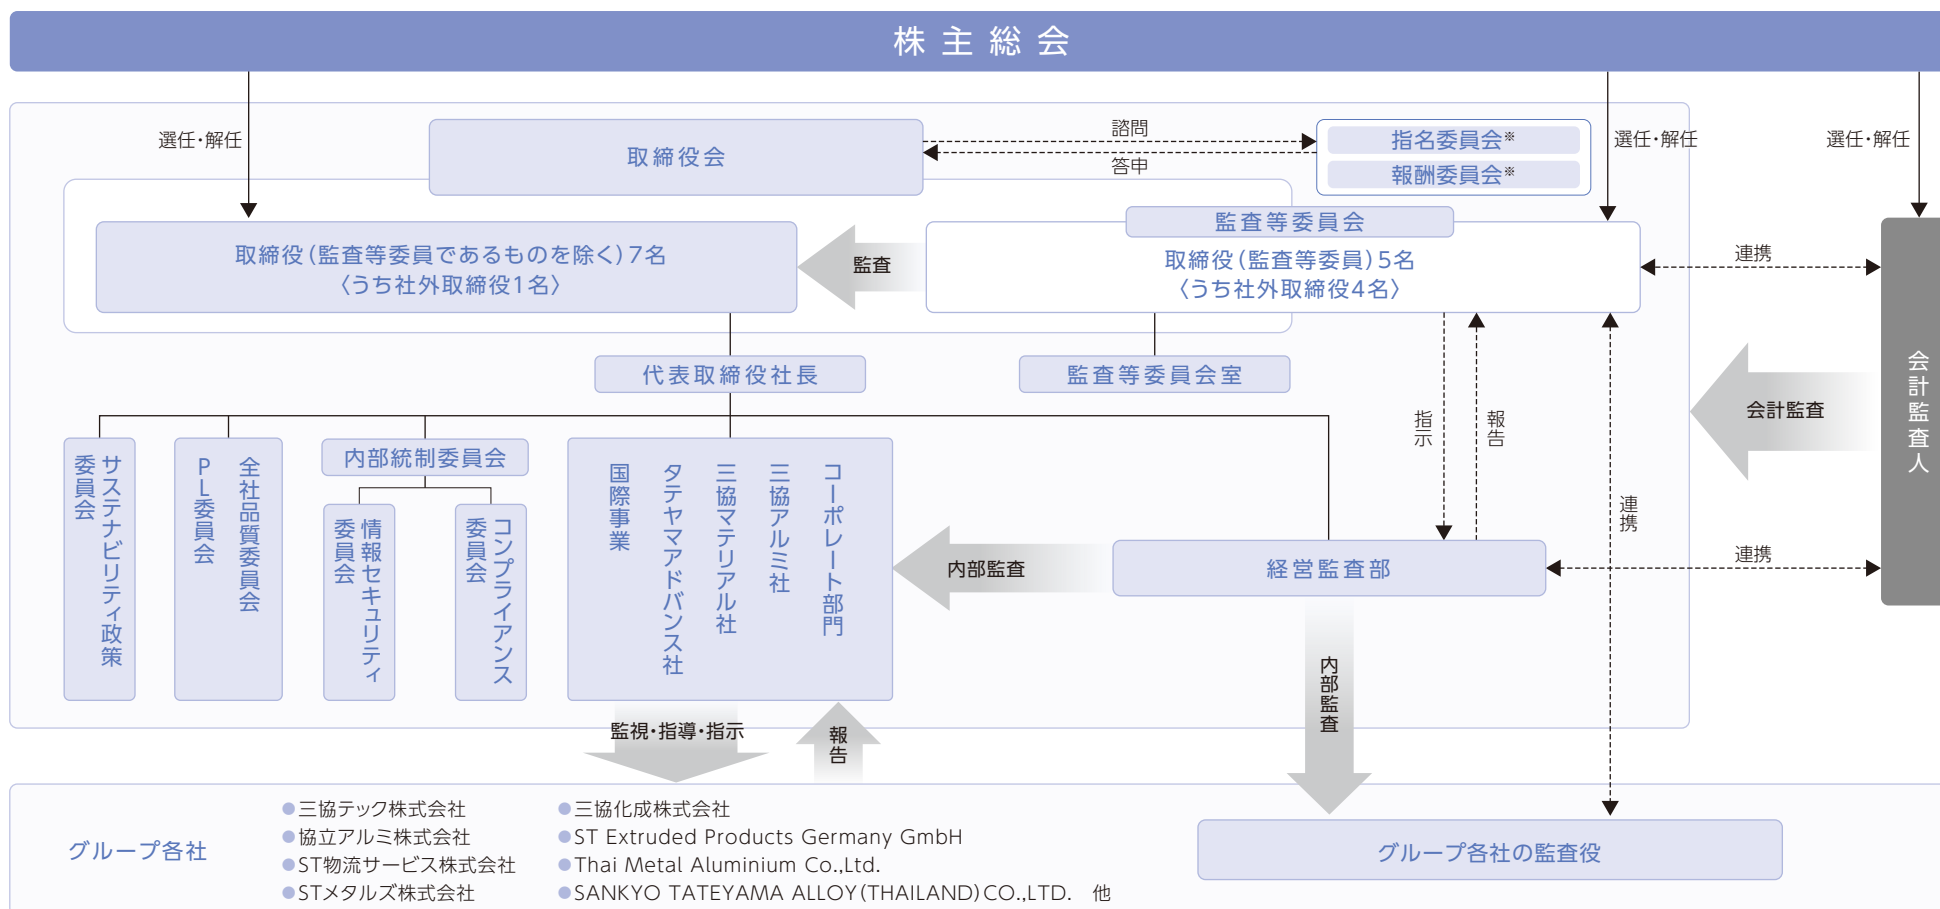 株主総会
選任・解任
取締役会
諮問
答申
指名委員会※
報酬委員会※
選任・解任
選任・解任
取締役（監査等委員であるものを除く）7名
〈うち社外取締役1名〉
監査
監査等委員会
取締役（監査等委員）5名
〈うち社外取締役4名〉
連携
会計監査人
代表取締役社長
監査等委員会室
指示
報告
連携
会計監査
サステナビリティ政策
委員会
全社品質委員会
PL委員会
内部統制委員会
情報セキュリティ
委員会
コンプライアンス
委員会
コーポレート部門
三協アルミ社
三協マテリアル社
タテヤマアドバンス社
国際事業
内部監査
経営監査部
連携
内部監査
監視・指導・指示
報告
グループ各社
●三協テック株式会社
●協立アルミ株式会社
●ST物流サービス株式会社
●STメタルズ株式会社
●三協化成株式会社
●ST Extruded Products Germany GmbH
●Thai Metal Aluminium Co.,Ltd.
●SANKYO TATEYAMA ALLOY(THAILAND)CO.,LTD.　他
グループ各社の監査役